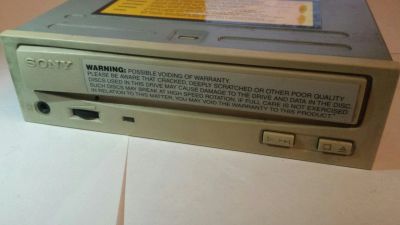 SONY
WARNING: POSSIBLE VOIDING OF WARRANTY.
PLEASE BE AWARE THAT CRACKED, DEEPLY SCRATCHED OR OTHER POOR QUALITY
DISCS USED IN THIS DRIVE MAY CAUSE DAMAGE TO THE DRIVE AND DATA IN THE DISC.
SUCH DISCS MAY BREAK AT HIGH SPEED ROTATION. IF FULL CARE IS NOT EXERCISED
IN RELATION TO THIS MATTER, YOU MAY VOID THE WARRANTY TO THIS PRODUCT.